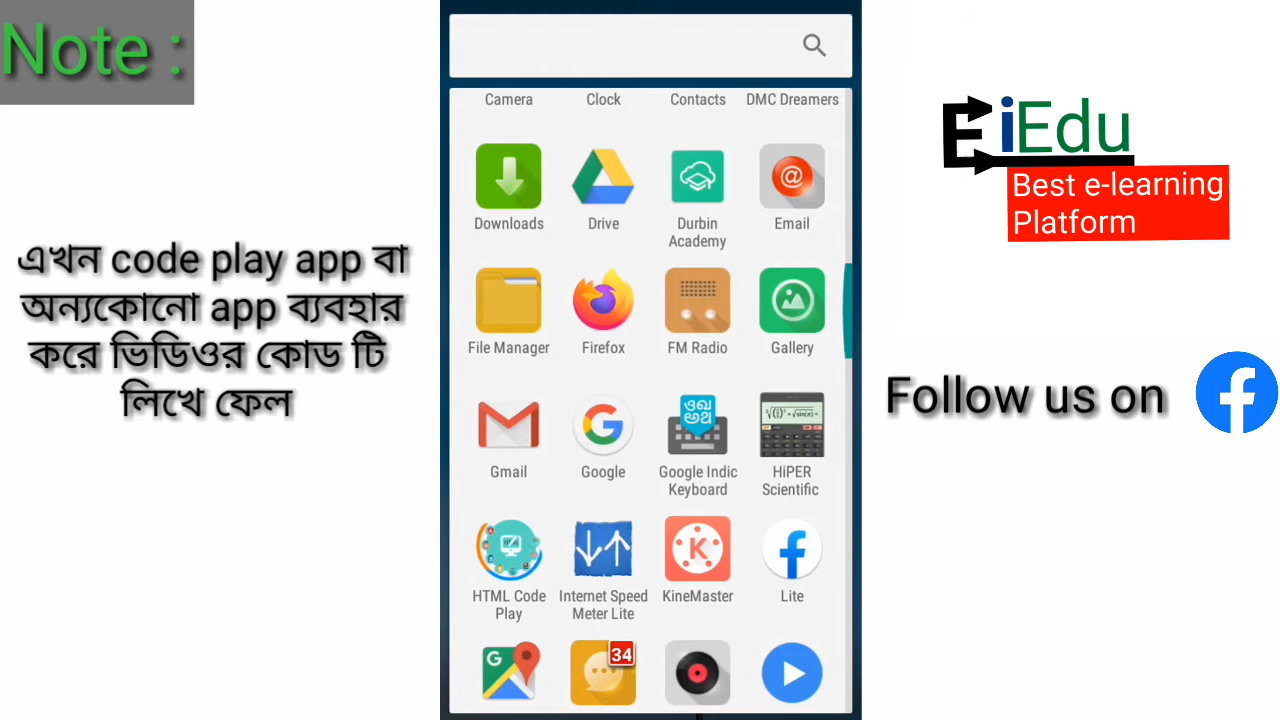 Note :
এখন code play app বা
অন্যকোনো app ব্যবহার
করে ভিডিওর কোড টি
লিখে ফেল
Camera Clock Contacts DMC Dreamers
Downloads Drive Durbin Academy Email
File Manager Firefox FM Radio Gallery
Gmail Google Google Indic Keyboard HiPER Scientific
HTML Code Play Internet Speed Meter Lite KineMaster Lite
34
iEdu
Best e-learning
Platform
Follow us on